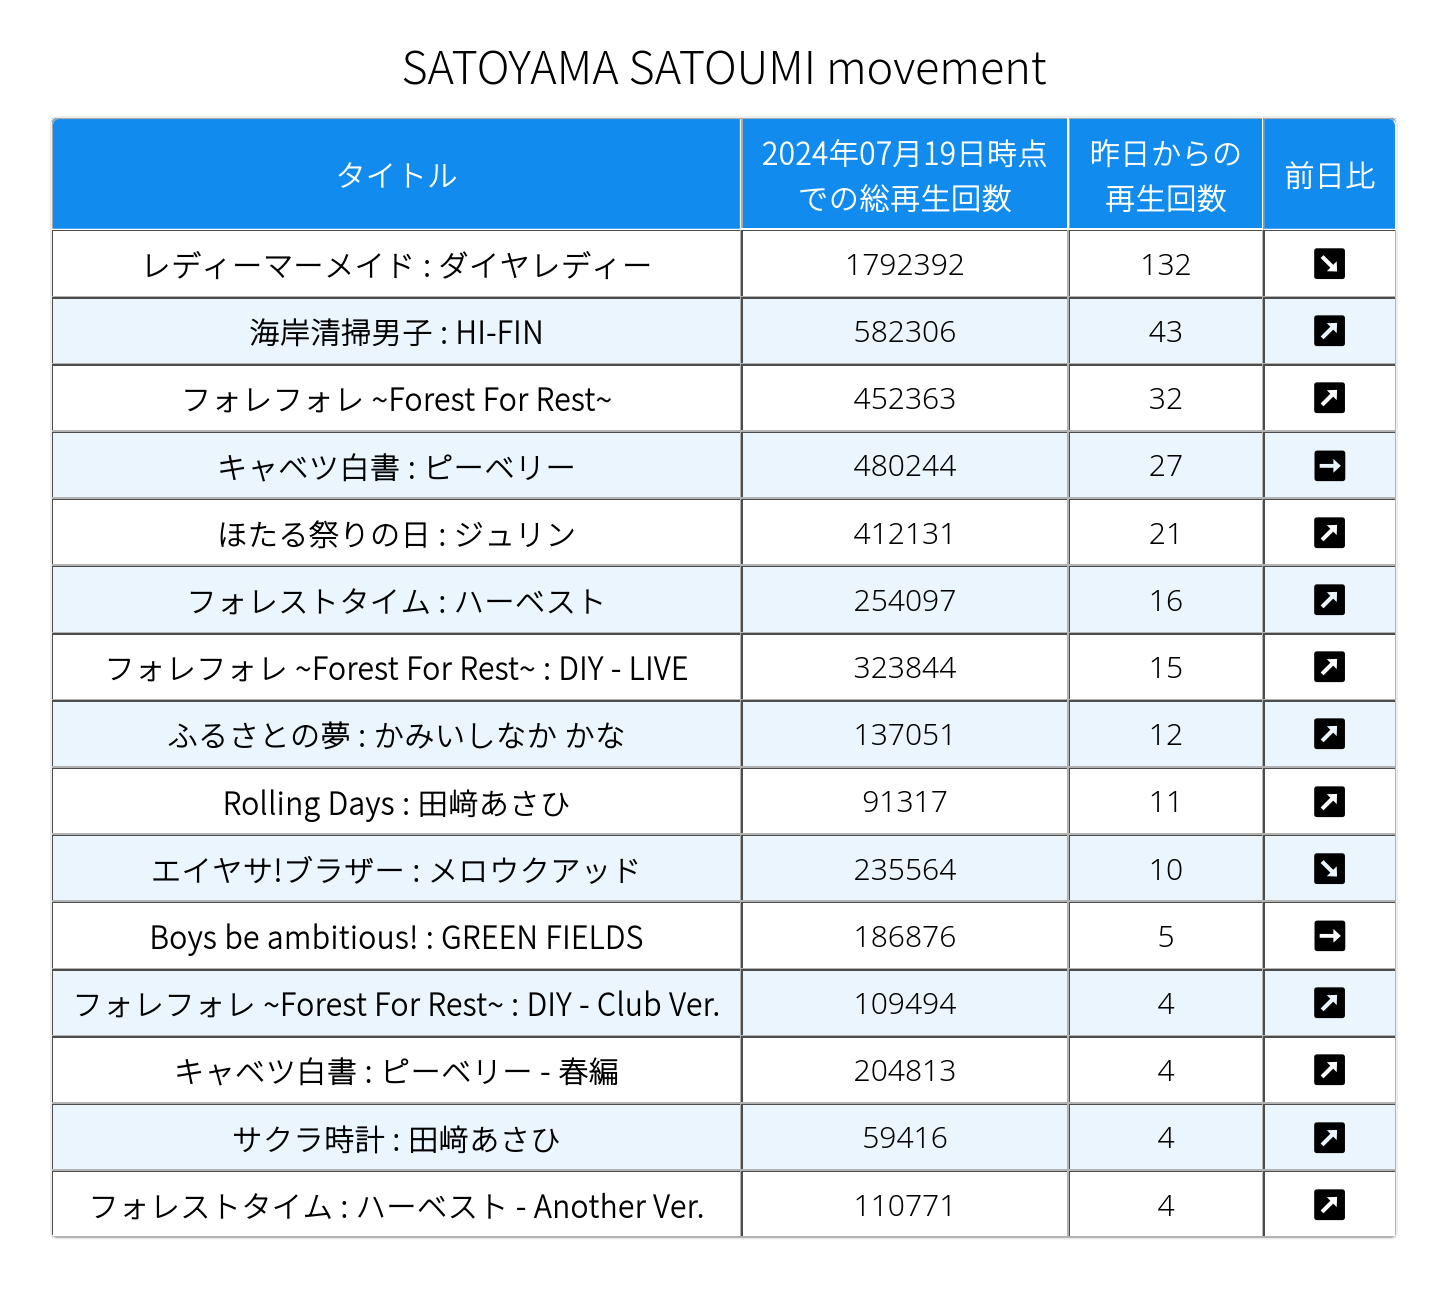 SATOYAMA SATOUMI movement
タイトル
2024年07月19日時点
での総再生回数
昨日からの
再生回数
前日比
レディーマーメイド : ダイヤレディー 1792392 132
海岸清掃男子 : HI-FIN 582306 43
フォレフォレ ~Forest For Rest~ 452363 32
キャベツ白書 : ピーベリー 480244 27
ほたる祭りの日 : ジュリン 412131 21
フォレストタイム : ハーベスト 254097 16
フォレフォレ ~Forest For Rest~ : DIY - LIVE 323844 15
ふるさとの夢 : かみいしなか かな 137051 12
Rolling Days : 田﨑あさひ 91317 11
エイヤサ!ブラザー : メロウクアッド 235564 10
Boys be ambitious! : GREEN FIELDS 186876 5
フォレフォレ ~Forest For Rest~ : DIY - Club Ver. 109494 4
キャベツ白書 : ピーベリー - 春編 204813 4
サクラ時計 : 田﨑あさひ 59416 4
フォレストタイム : ハーベスト - Another Ver. 110771 4